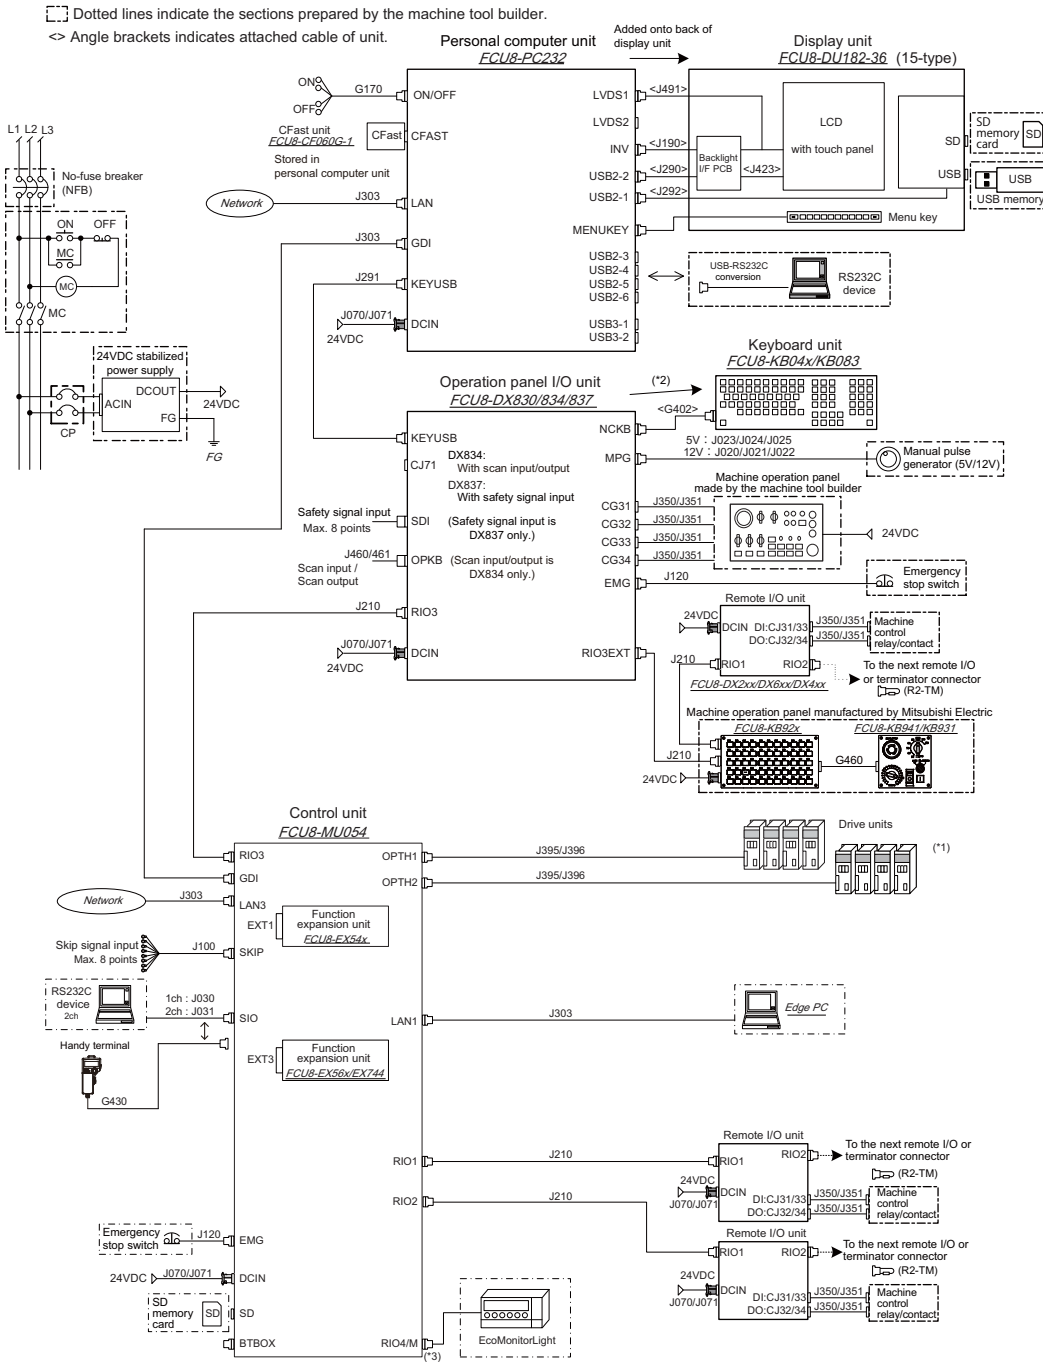 Dotted lines indicate the sections prepared by the machine tool builder.
<> Angle brackets indicates attached cable of unit.
Personal computer unit
FCU8-PC232
Added onto back of
display unit
Display unit
FCU8-DU182-36 (15-type)
ON
OFF
G170
ON/OFF
CFast unit
FCU8-CF060G-1
Stored in
personal computer unit
CFast
CFAST
Network
J303
LAN
J303
GDI
J291
KEYUSB
J070/J071
24VDC
DCIN
LVDS1
<J491>
LVDS2
INV
<J190>
USB2-2
<J290>
USB2-1
<J292>
MENUKEY
USB2-3
USB2-4
USB2-5
USB2-6
USB3-1
USB3-2
Backlight
I/F PCB
<J423>
LCD
with touch panel
Menu key
SD
USB
SD
memory
card
SD
USB
USB memory
USB-RS232C
conversion
RS232C
device
L1 L2 L3
No-fuse breaker
(NFB)
ON
OFF
MC
MC
MC
24VDC stabilized
power supply
DCOUT
ACIN
FG
24VDC
CP
FG
Operation panel I/O unit
FCU8-DX830/834/837
(*2)
Keyboard unit
FCU8-KB04x/KB083
KEYUSB
CJ71
DX834:
With scan input/output
DX837:
With safety signal input
Safety signal input
Max. 8 points
SDI
(Safety signal input is
DX837 only.)
J460/461
Scan input /
Scan output
OPKB
(Scan input/output is
DX834 only.)
J210
RIO3
J070/J071
24VDC
DCIN
NCKB
<G402>
MPG
5V : J023/J024/J025
12V : J020/J021/J022
Manual pulse
generator (5V/12V)
Machine operation panel
made by the machine tool builder
CG31
J350/J351
CG32
J350/J351
CG33
J350/J351
CG34
J350/J351
24VDC
EMG
J120
Emergency
stop switch
Remote I/O unit
24VDC
DCIN
DI:CJ31/33
DO:CJ32/34
J350/J351
J350/J351
Machine
control
relay/contact
RIO3EXT
J210
RIO1
RIO2
To the next remote I/O
or terminator connector
(R2-TM)
FCU8-DX2xx/DX6xx/DX4xx
Machine operation panel manufactured by Mitsubishi Electric
FCU8-KB92x
FCU8-KB941/KB931
J210
24VDC
G460
Control unit
FCU8-MU054
RIO3
GDI
Network
J303
LAN3
EXT1
Function
expansion unit
FCU8-EX54x
Skip signal input
Max. 8 points
J100
SKIP
RS232C
device
2ch
1ch : J030
2ch : J031
SIO
Handy terminal
G430
EXT3
Function
expansion unit
FCU8-EX56x/EX744
OPTH1
J395/J396
OPTH2
J395/J396
Drive units
(*1)
LAN1
J303
Edge PC
RIO1
J210
RIO2
J210
Remote I/O unit
RIO1
RIO2
To the next remote I/O or
terminator connector
(R2-TM)
24VDC
J070/J071
DCIN
DI:CJ31/33
DO:CJ32/34
J350/J351
J350/J351
Machine
control
relay/contact
Remote I/O unit
RIO1
RIO2
To the next remote I/O or
terminator connector
(R2-TM)
24VDC
J070/J071
DCIN
DI:CJ31/33
DO:CJ32/34
J350/J351
J350/J351
Machine
control
relay/contact
Emergency
stop switch
J120
EMG
24VDC
J070/J071
DCIN
SD
memory
card
SD
SD
BTBOX
RIO4/M
(*3)
EcoMonitorLight